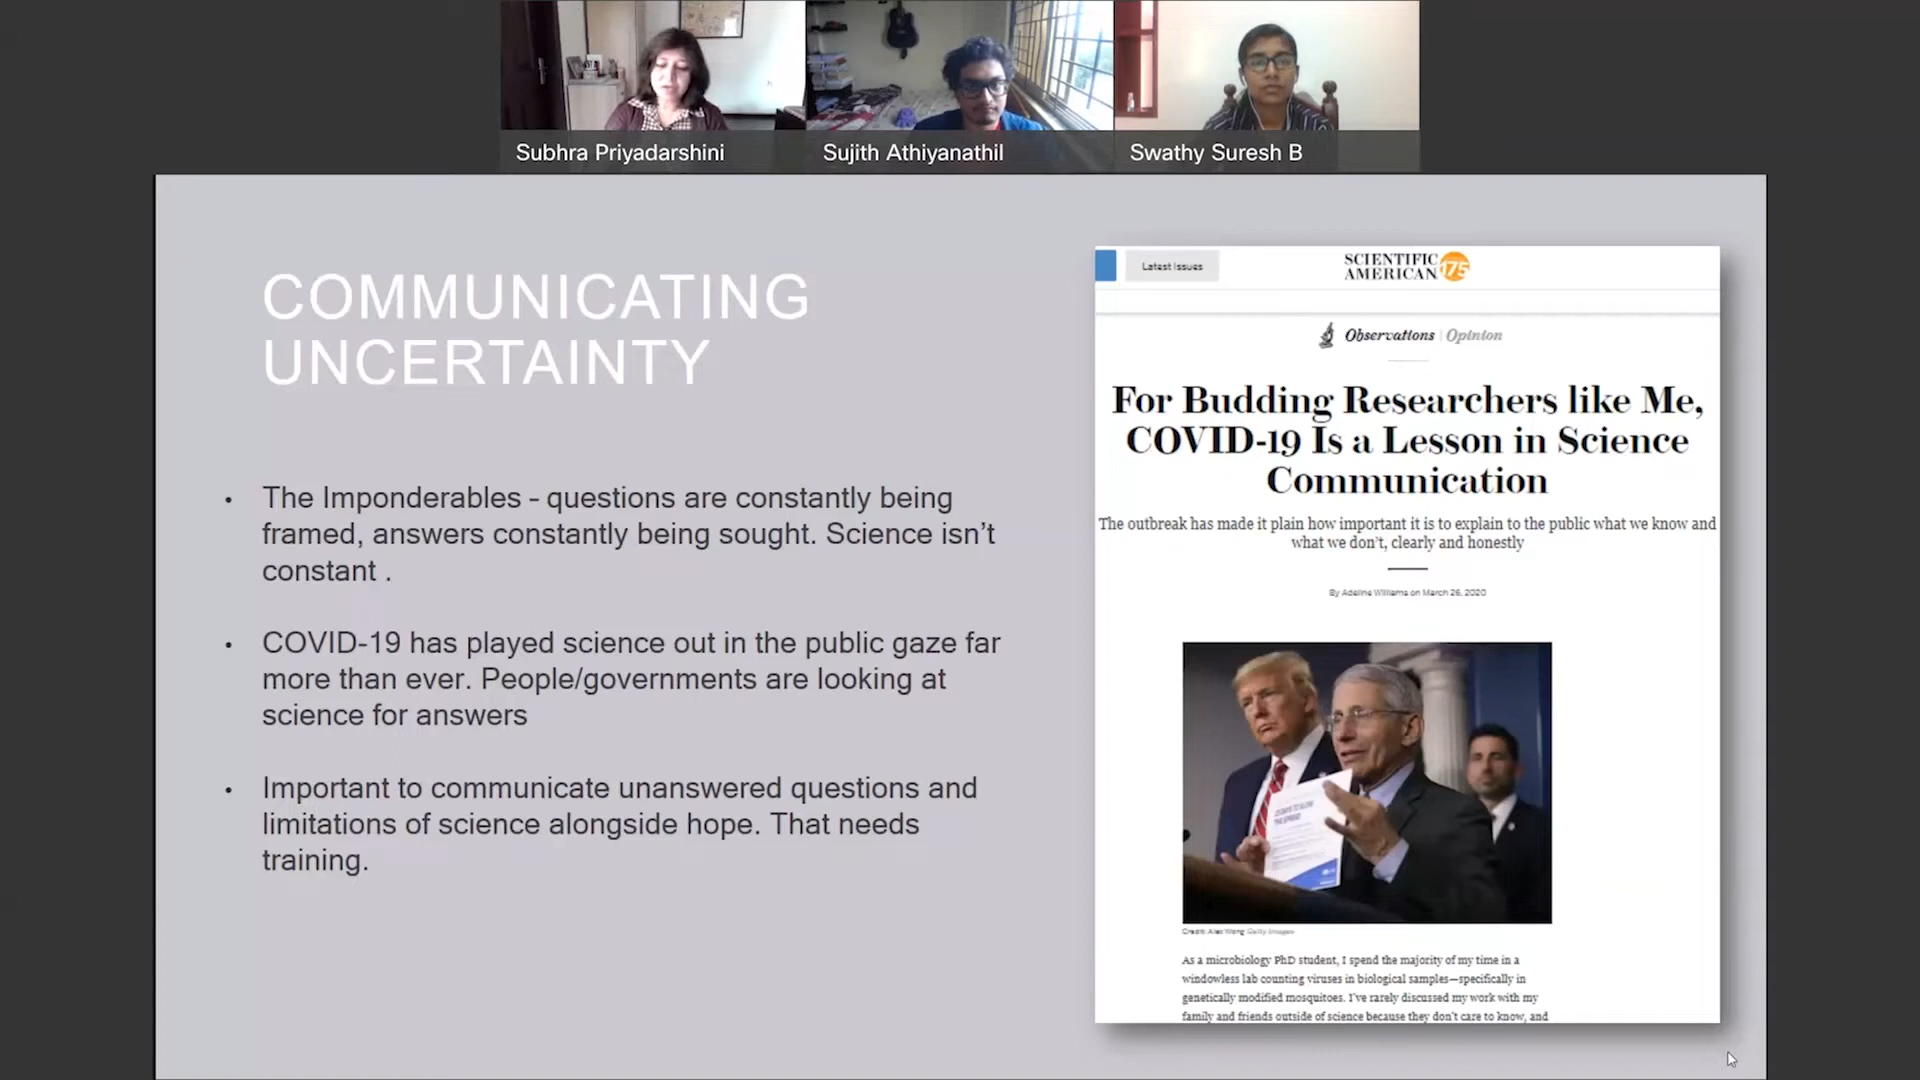 Subhra Priyadarshini
Sujith Athiyanathil
Swathy Suresh B
COMMUNICATING
UNCERTAINTY
• The Imponderables - questions are constantly being
framed, answers constantly being sought. Science isn’t
constant .
• COVID-19 has played science out in the public gaze far
more than ever. People/governments are looking at
science for answers
• Important to communicate unanswered questions and
limitations of science alongside hope. That needs
training.
Latest Issues
SCIENTIFIC
AMERICAN 175
Observations | Opinion
For Budding Researchers like Me,
COVID-19 Is a Lesson in Science
Communication
The outbreak has made it plain how important it is to explain to the public what we know and
what we don’t, clearly and honestly
By Adeline Williams on March 26, 2020
Credit: Alex Wong Getty Images
As a microbiology PhD student, I spend the majority of my time in a
windowless lab counting viruses in biological samples—specifically in
genetically modified mosquitoes. I’ve rarely discussed my work with my
family and friends outside of science because they don’t care to know, and